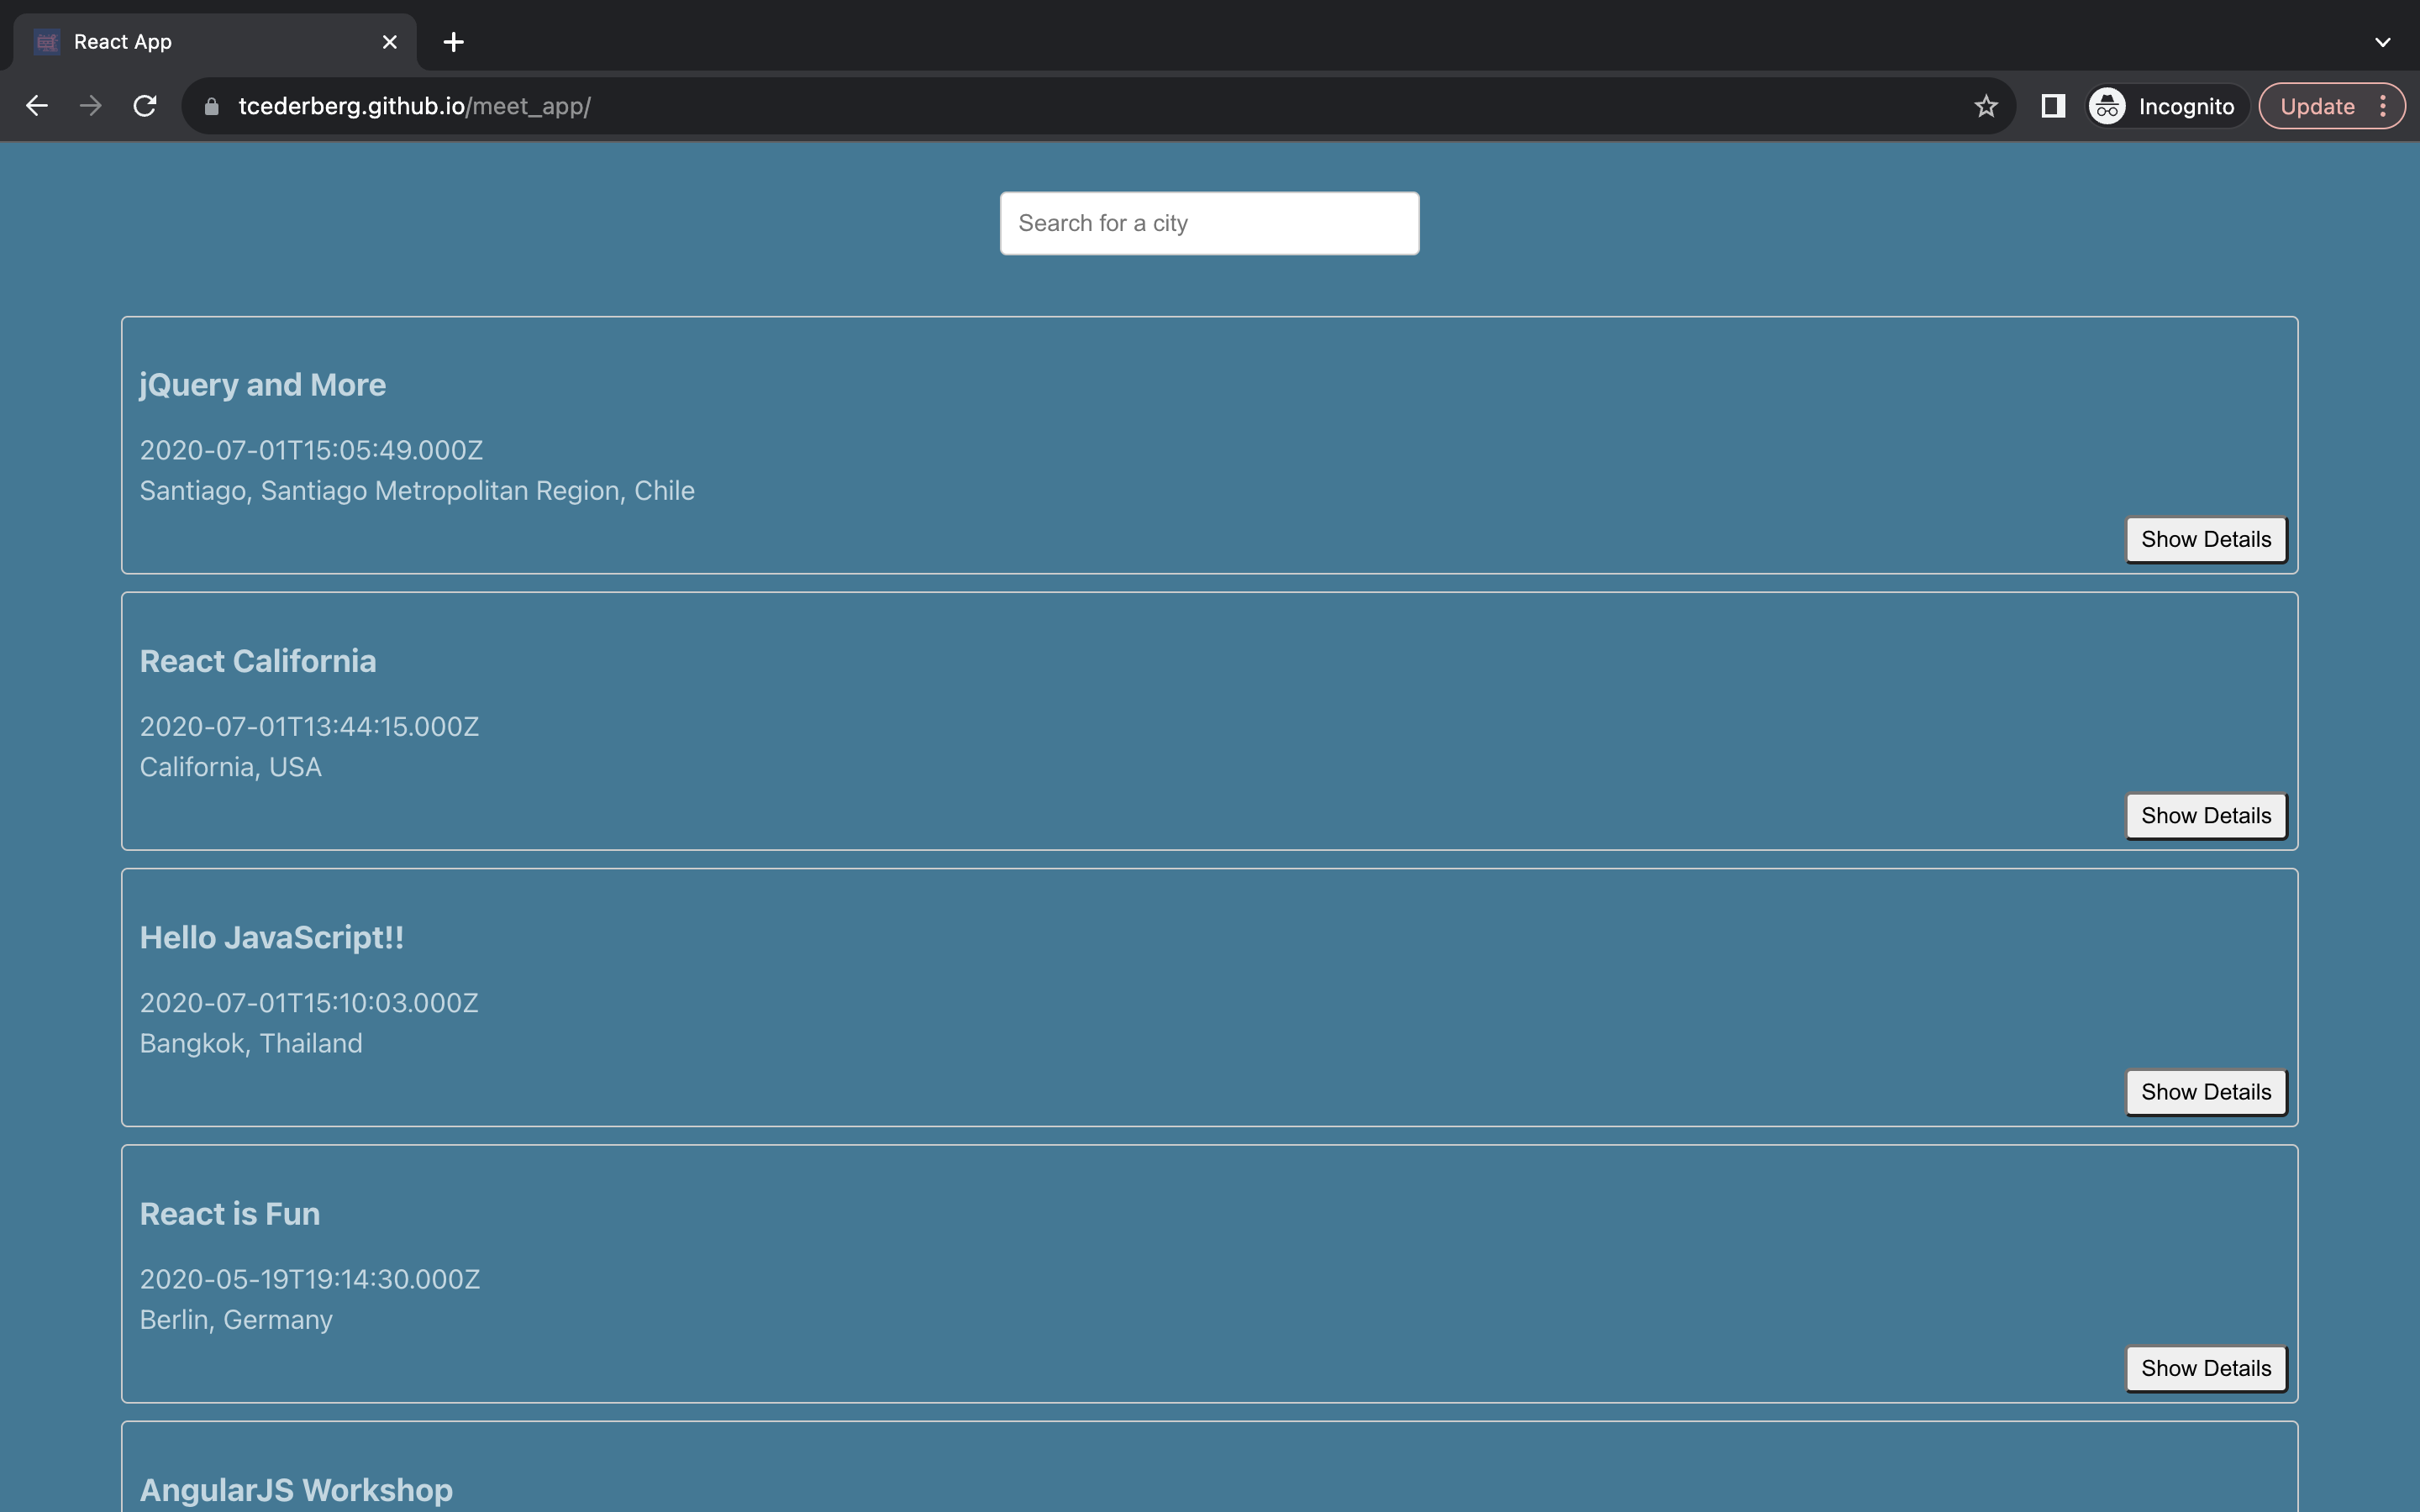 React App
tcederberg.github.io/meet_app/
Incognito
Update
Search for a city
jQuery and More
2020-07-01T15:05:49.000Z
Santiago, Santiago Metropolitan Region, Chile
Show Details
React California
2020-07-01T13:44:15.000Z
California, USA
Show Details
Hello JavaScript!!
2020-07-01T15:10:03.000Z
Bangkok, Thailand
Show Details
React is Fun
2020-05-19T19:14:30.000Z
Berlin, Germany
Show Details
AngularJS Workshop